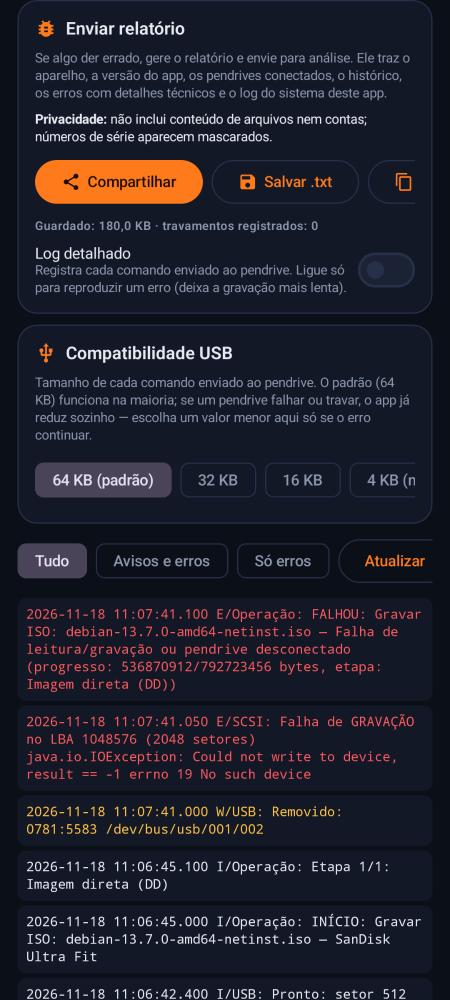 Enviar relatório
Se algo der errado, gere o relatório e envie para análise. Ele traz o
aparelho, a versão do app, os pendrives conectados, o histórico,
os erros com detalhes técnicos e o log do sistema deste app.
Privacidade: não inclui conteúdo de arquivos nem contas;
números de série aparecem mascarados.
Compartilhar
Salvar .txt
Guardado: 180,0 KB · travamentos registrados: 0
Log detalhado
Registra cada comando enviado ao pendrive. Ligue só
para reproduzir um erro (deixa a gravação mais lenta).
Compatibilidade USB
Tamanho de cada comando enviado ao pendrive. O padrão (64
KB) funciona na maioria; se um pendrive falhar ou travar, o app já
reduz sozinho — escolha um valor menor aqui só se o erro
continuar.
64 KB (padrão)
32 KB
16 KB
4 KB
Tudo
Avisos e erros
Só erros
Atualizar
2026-11-18 11:07:41.100 E/Operação: FALHOU: Gravar
ISO: debian-13.7.0-amd64-netinst.iso — Falha de
leitura/gravação ou pendrive desconectado
(progresso: 536870912/792723456 bytes, etapa:
Imagem direta (DD))
2026-11-18 11:07:41.050 E/SCSI: Falha de GRAVAÇÃO
no LBA 1048576 (2048 setores)
java.io.IOException: Could not write to device,
result == -1 errno 19 No such device
2026-11-18 11:07:41.000 W/USB: Removido:
0781:5583 /dev/bus/usb/001/002
2026-11-18 11:06:45.100 I/Operação: Etapa 1/1:
Imagem direta (DD)
2026-11-18 11:06:45.000 I/Operação: INÍCIO: Gravar
ISO: debian-13.7.0-amd64-netinst.iso — SanDisk
Ultra Fit
2026-11-18 11:06:42.400 I/USB: Pronto: setor 512